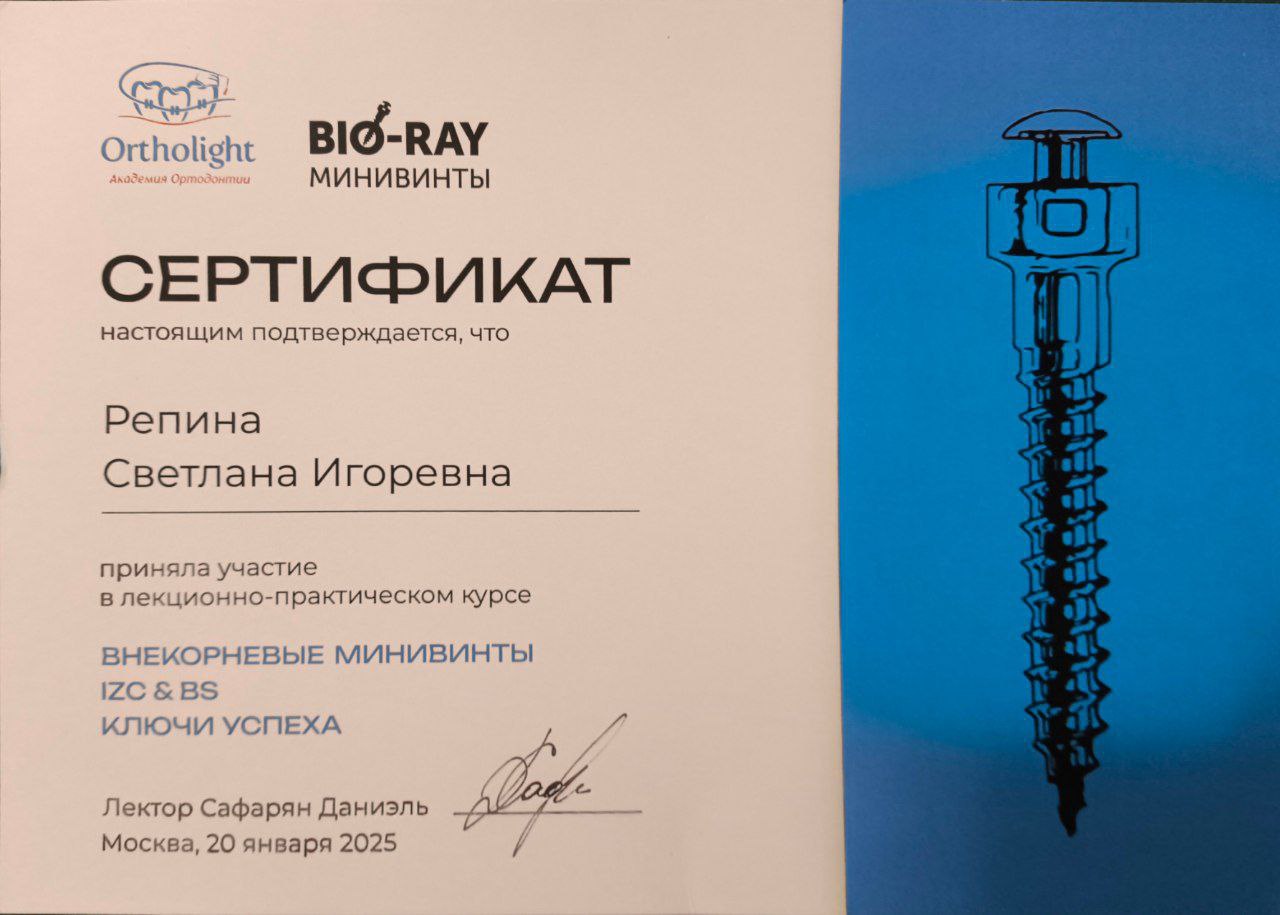 Ortholight
Академия Ортодонтии
BIO-RAY
МИНИВИНТЫ
СЕРТИФИКАТ
настоящим подтверждается, что
Репина
Светлана Игоревна
приняла участие
в лекционно-практическом курсе
ВНЕКОРНЕВЫЕ МИНИВИНТЫ
IZC & BS
КЛЮЧИ УСПЕХА
Лектор Сафарян Даниэль
Москва, 20 января 2025